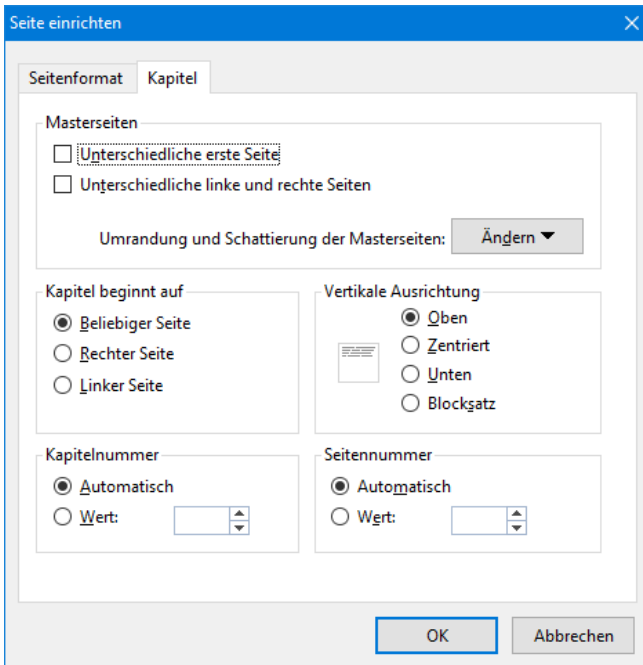 Seite einrichten
Seitenformat Kapitel
Masterseiten
Unterschiedliche erste Seite
Unterschiedliche linke und rechte Seiten
Umrandung und Schattierung der Masterseiten: Ändern
Kapitel beginnt auf
Beliebiger Seite
Rechter Seite
Linker Seite
Vertikale Ausrichtung
Oben
Zentriert
Unten
Blocksatz
Kapitelnummer
Automatisch
Wert:
Seitennummer
Automatisch
Wert:
OK Abbrechen